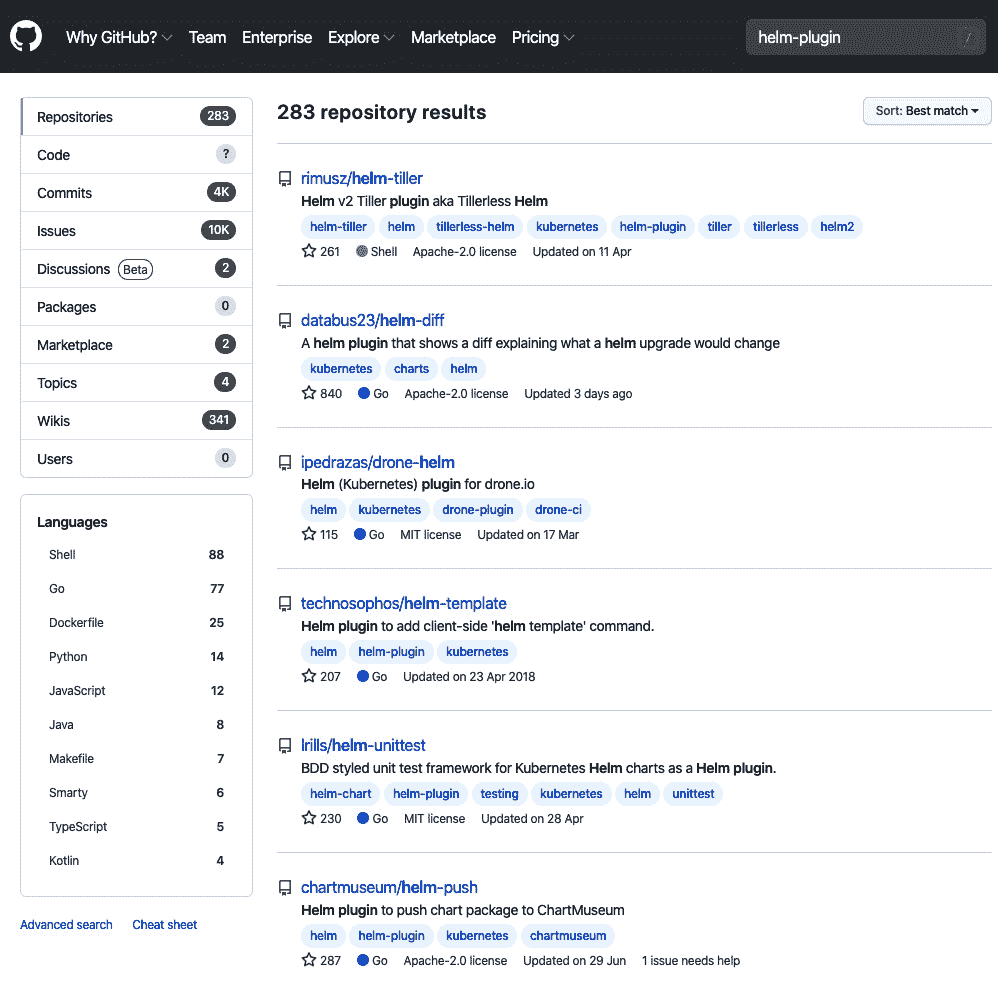 Why GitHub? Team Enterprise Explore Marketplace Pricing helm-plugin /
Repositories 283
Code ?
Commits 4K
Issues 10K
Discussions Beta 2
Packages 0
Marketplace 2
Topics 4
Wikis 341
Users 0
Languages
Shell 88
Go 77
Dockerfile 25
Python 14
JavaScript 12
Java 8
Makefile 7
Smarty 6
TypeScript 5
Kotlin 4
Advanced search Cheat sheet
283 repository results Sort: Best match
rimusz/helm-tiller
Helm v2 Tiller plugin aka Tillerless Helm
helm-tiller helm tillerless-helm kubernetes helm-plugin tiller tillerless helm2
261 Shell Apache-2.0 license Updated on 11 Apr
databus23/helm-diff
A helm plugin that shows a diff explaining what a helm upgrade would change
kubernetes charts helm
840 Go Apache-2.0 license Updated 3 days ago
ipedrazas/drone-helm
Helm (Kubernetes) plugin for drone.io
helm kubernetes drone-plugin drone-ci
115 Go MIT license Updated on 17 Mar
technosophos/helm-template
Helm plugin to add client-side 'helm template' command.
helm helm-plugin kubernetes
207 Go Updated on 23 Apr 2018
lrills/helm-unittest
BDD styled unit test framework for Kubernetes Helm charts as a Helm plugin.
helm-chart helm-plugin testing kubernetes helm unittest
230 Go MIT license Updated on 28 Apr
chartmuseum/helm-push
Helm plugin to push chart package to ChartMuseum
helm helm-plugin kubernetes chartmuseum
287 Go Apache-2.0 license Updated on 29 Jun 1 issue needs help